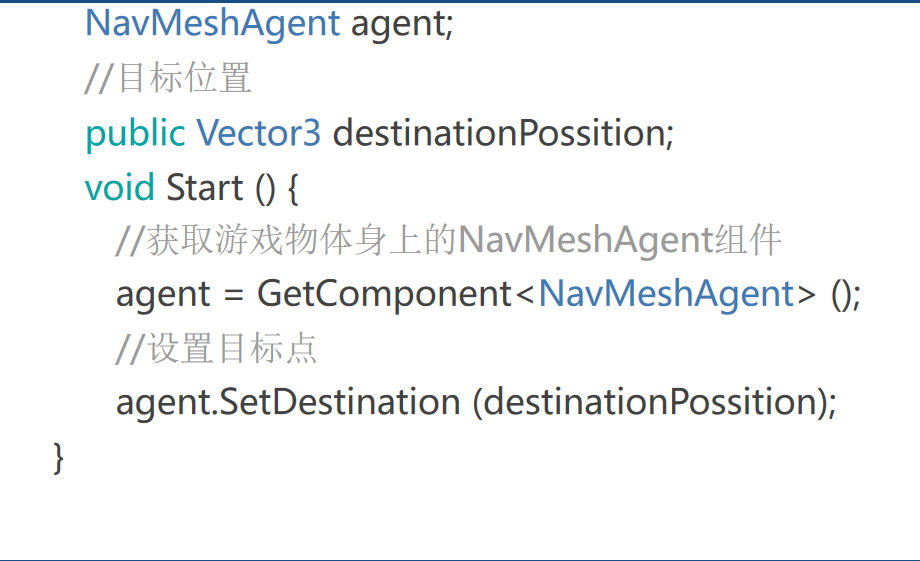 NavMeshAgent agent;
//目标位置
public Vector3 destinationPossition;
void Start () {
//获取游戏物体身上的NavMeshAgent组件
agent = GetComponent<NavMeshAgent> ();
//设置目标点
agent.SetDestination (destinationPossition);
}